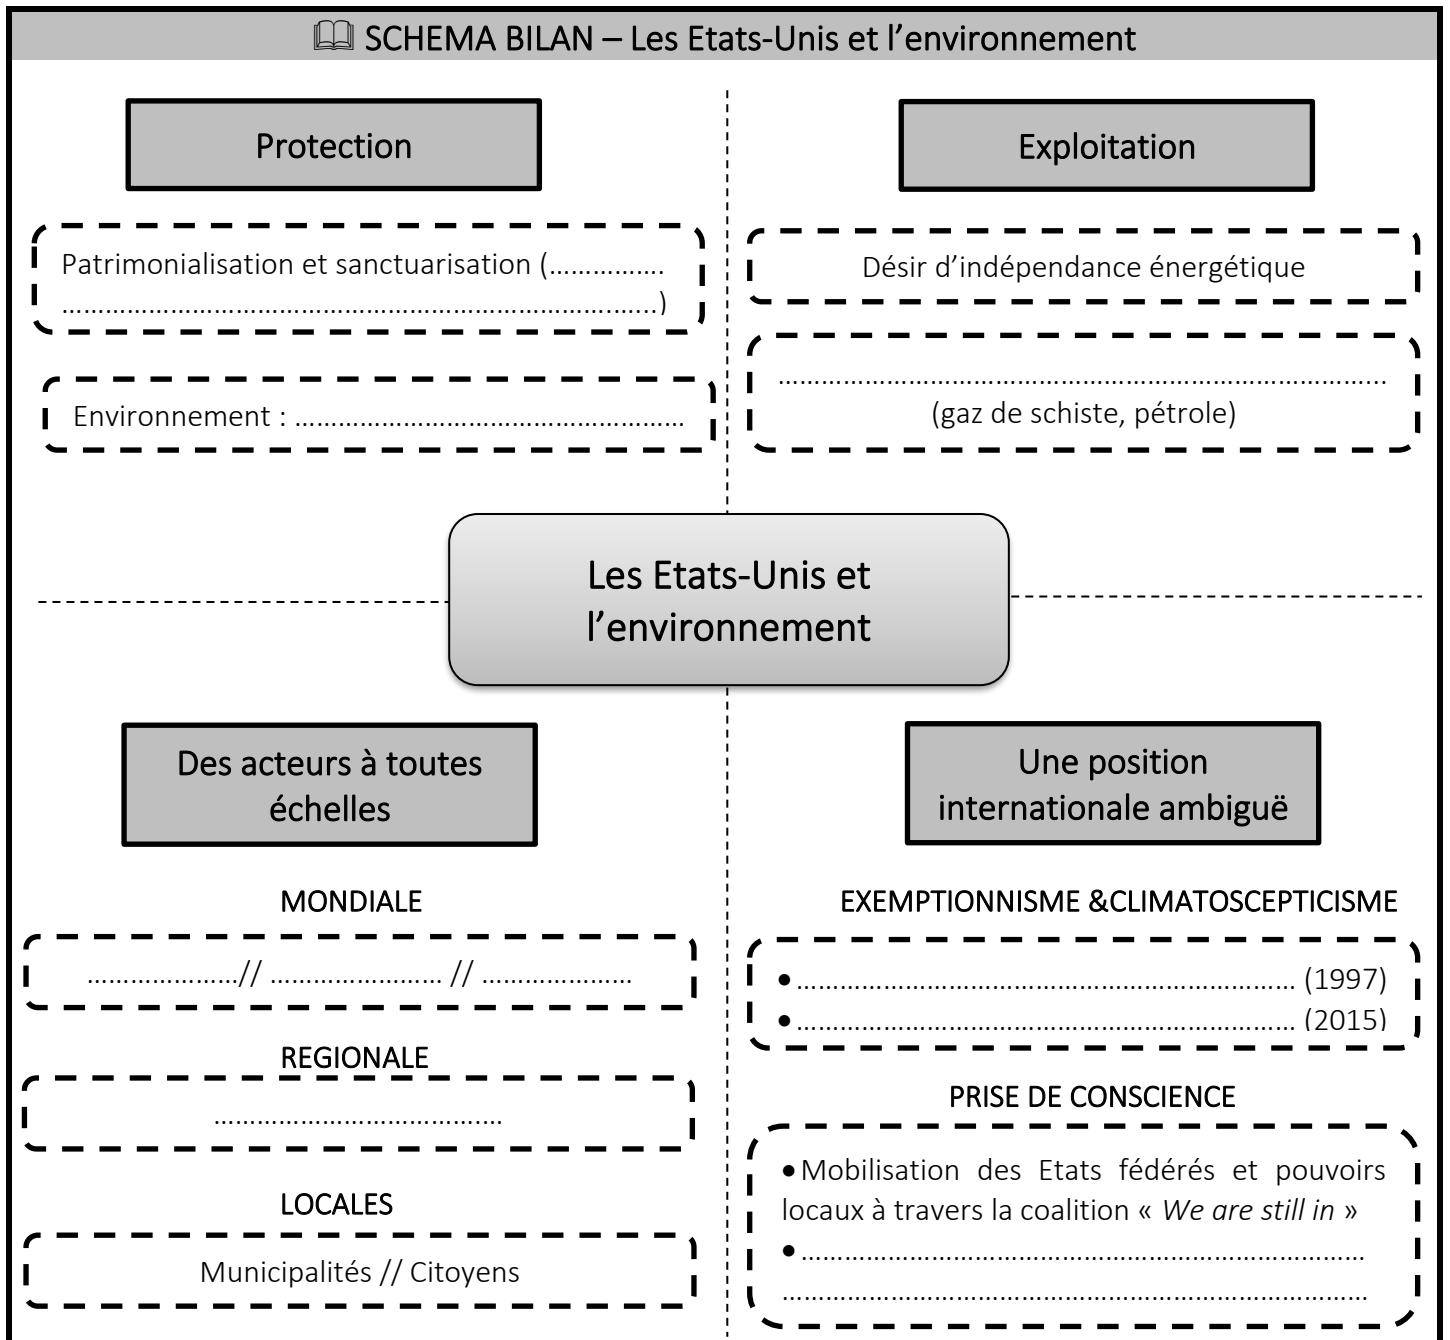 SCHEMA BILAN – Les Etats-Unis et l’environnement
Protection
Patrimonialisation et sanctuarisation (................
......................................................................................)
Environnement : ......................................................
Exploitation
Désir d’indépendance énergétique
.....................................................................................
(gaz de schiste, pétrole)
Les Etats-Unis et
l’environnement
Des acteurs à toutes
échelles
MONDIALE
.....................// ........................ // .....................
REGIONALE
........................................
LOCALES
Municipalités // Citoyens
Une position
internationale ambiguë
EXEMPTIONNISME &CLIMATOSCEPTICISME
•...................................................................... (1997)
•...................................................................... (2015)
PRISE DE CONSCIENCE
•Mobilisation des Etats fédérés et pouvoirs
locaux à travers la coalition « We are still in »
•...............................................................................
..................................................................................